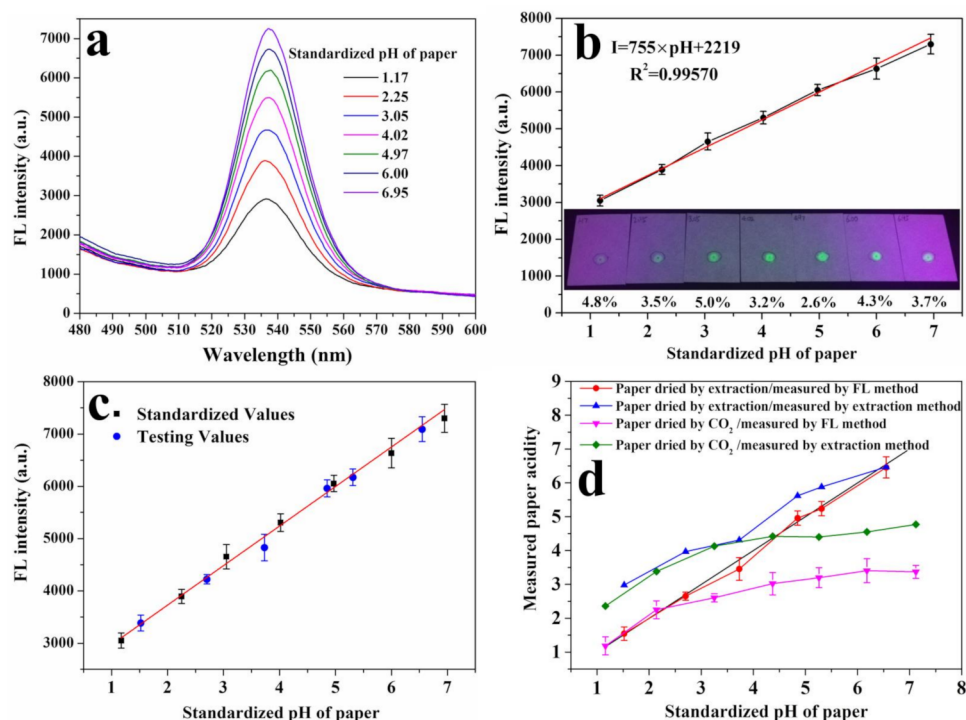 a
Standardized pH of paper
1.17
2.25
3.05
4.02
4.97
6.00
6.95
7000
6000
5000
4000
3000
2000
1000
0
FL intensity (a.u.)
480 490 500 510 520 530 540 550 560 570 580 590 600
Wavelength (nm)
b
I=755×pH+2219
R²=0.99570
8000
7000
6000
5000
4000
3000
2000
1000
0
FL intensity (a.u.)
4.8% 3.5% 5.0% 3.2% 2.6% 4.3% 3.7%
1 2 3 4 5 6 7
Standardized pH of paper
c
Standardized Values
Testing Values
8000
7000
6000
5000
4000
3000
FL intensity (a.u.)
1 2 3 4 5 6 7
Standardized pH of paper
d
Paper dried by extraction/measured by FL method
Paper dried by extraction/measured by extraction method
Paper dried by CO₂ /measured by FL method
Paper dried by CO₂ /measured by extraction method
9
8
7
6
5
4
3
2
1
Measured paper acidity
0 1 2 3 4 5 6 7 8
Standardized pH of paper